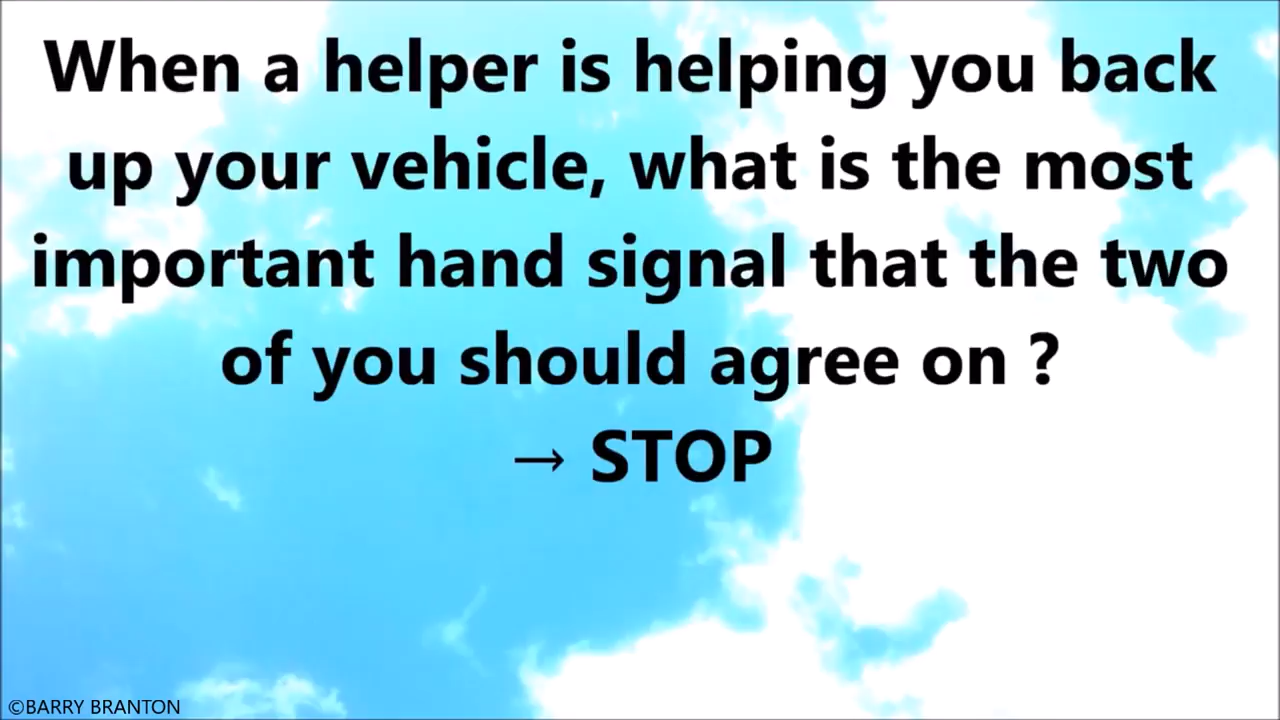 When a helper is helping you back
up your vehicle, what is the most
important hand signal that the two
of you should agree on ?
→ STOP
©BARRY BRANTON